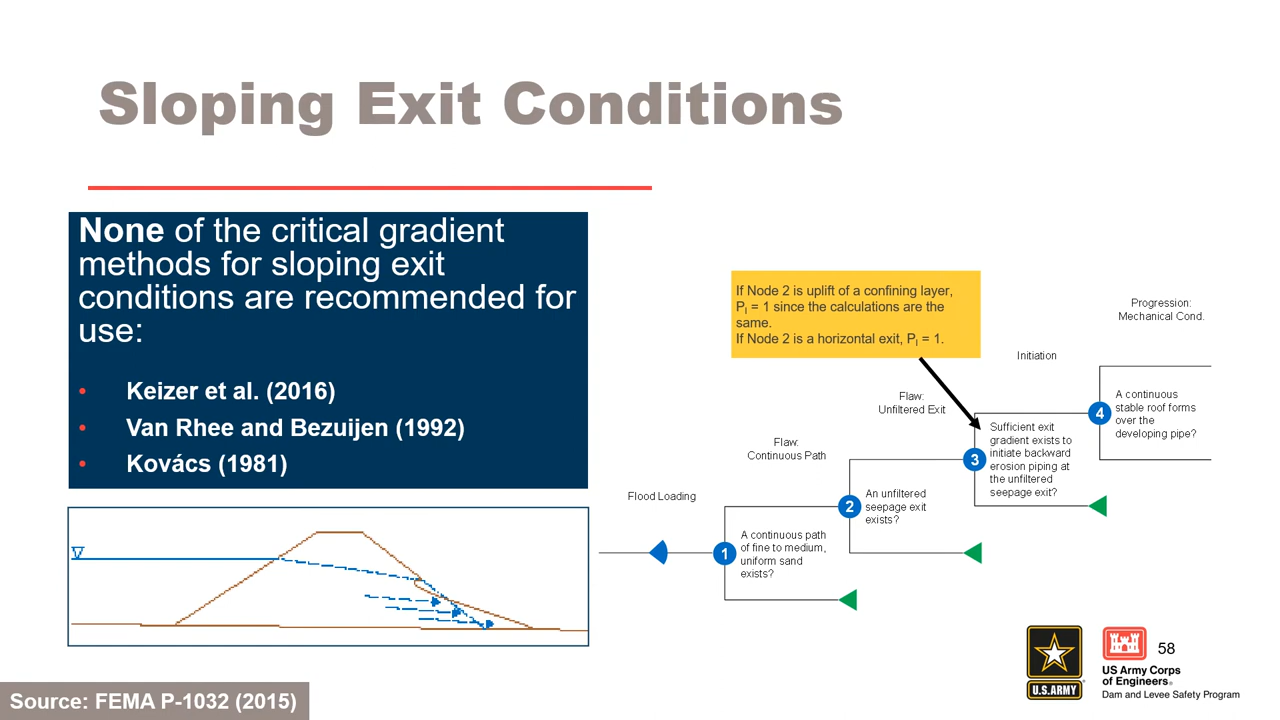 Sloping Exit Conditions
None of the critical gradient
methods for sloping exit
conditions are recommended for
use:
• Keizer et al. (2016)
• Van Rhee and Bezuijen (1992)
• Kovács (1981)
If Node 2 is uplift of a confining layer,
PI = 1 since the calculations are the
same.
If Node 2 is a horizontal exit, PI = 1.
Progression:
Mechanical Cond.
Initiation
Flaw:
Unfiltered Exit
Flaw:
Continuous Path
Flood Loading
1
A continuous path
of fine to medium,
uniform sand
exists?
2
An unfiltered
seepage exit
exists?
3
Sufficient exit
gradient exists to
initiate backward
erosion piping at
the unfiltered
seepage exit?
4
A continuous
stable roof forms
over the
developing pipe?
U.S.ARMY
US Army Corps
of Engineers®
Dam and Levee Safety Program
58
Source: FEMA P-1032 (2015)